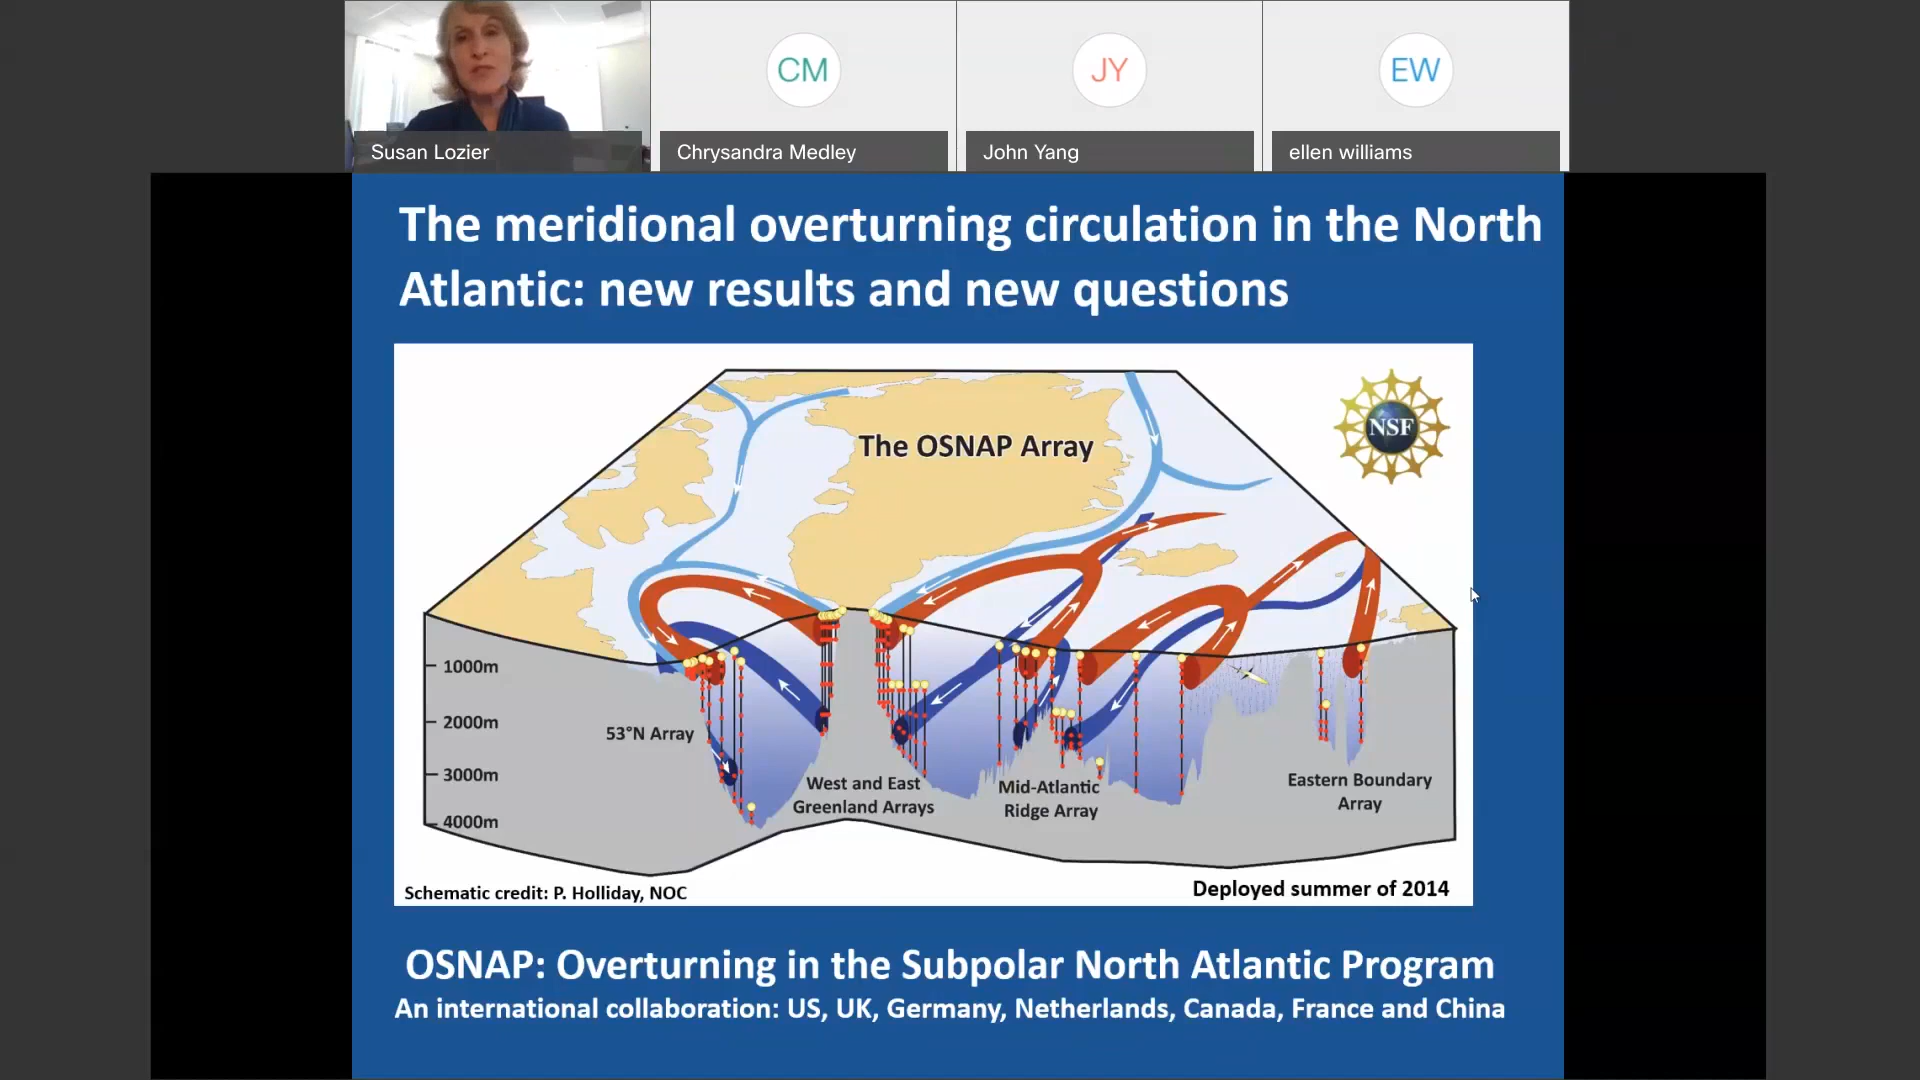 CM
JY
EW
Susan Lozier
Chrysandra Medley
John Yang
ellen williams
The meridional overturning circulation in the North
Atlantic: new results and new questions
The OSNAP Array
NSF
1000m
2000m
3000m
4000m
53°N Array
West and East
Greenland Arrays
Mid-Atlantic
Ridge Array
Eastern Boundary
Array
Schematic credit: P. Holliday, NOC
Deployed summer of 2014
OSNAP: Overturning in the Subpolar North Atlantic Program
An international collaboration: US, UK, Germany, Netherlands, Canada, France and China